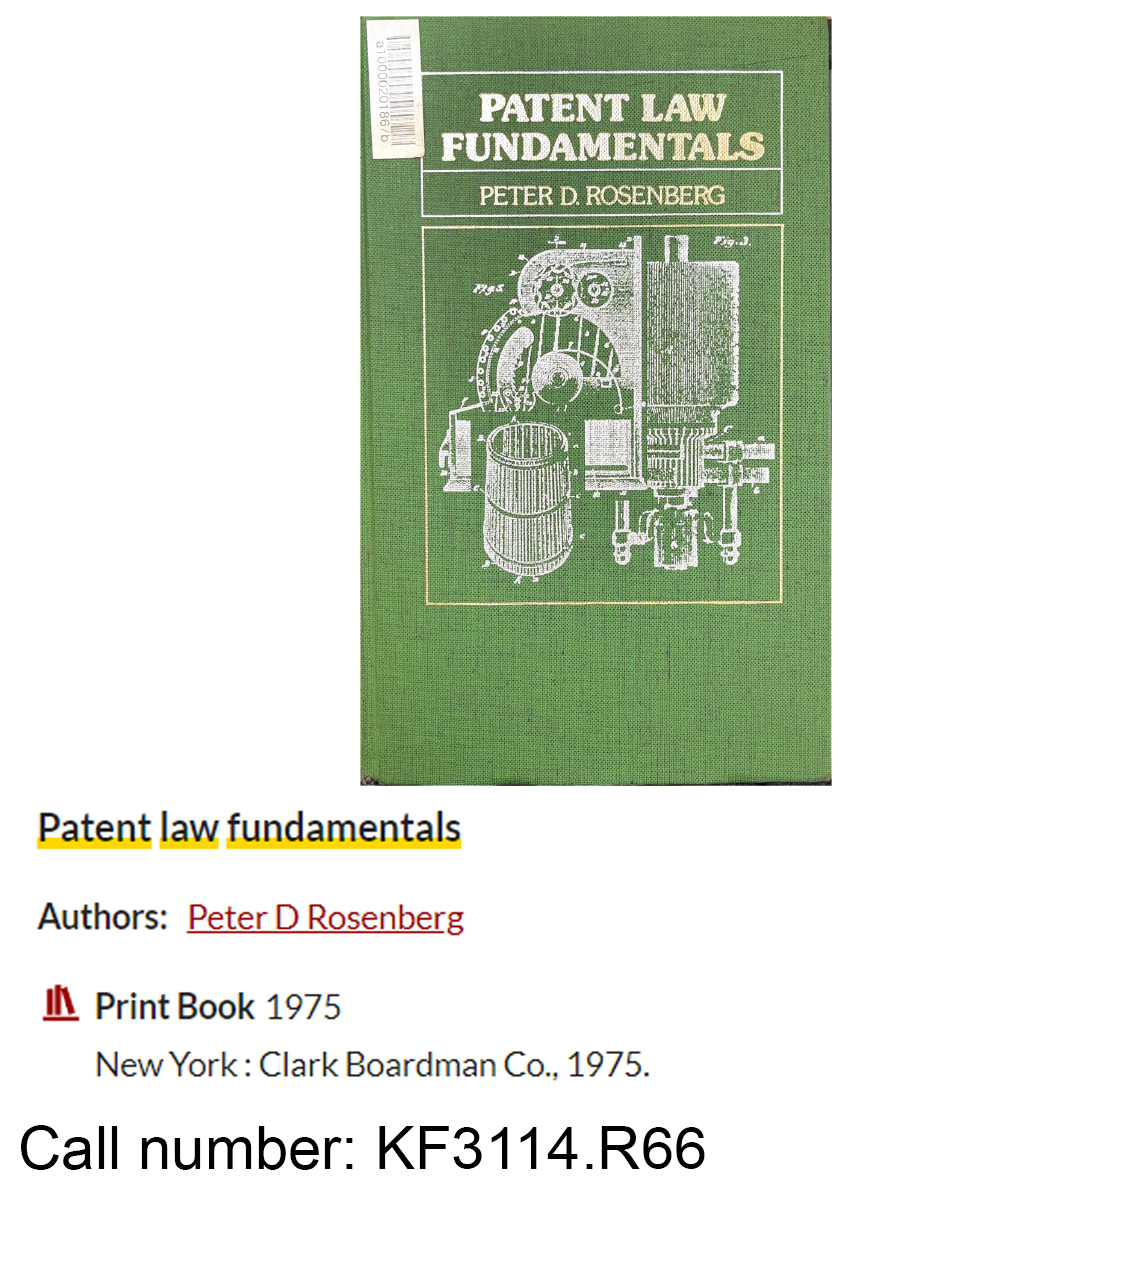 a10000201867b
PATENT LAW
FUNDAMENTALS
PETER D. ROSENBERG
Fig. 3.
Fig 5.
Patent law fundamentals
Authors: Peter D Rosenberg
Print Book 1975
New York : Clark Boardman Co., 1975.
Call number: KF3114.R66